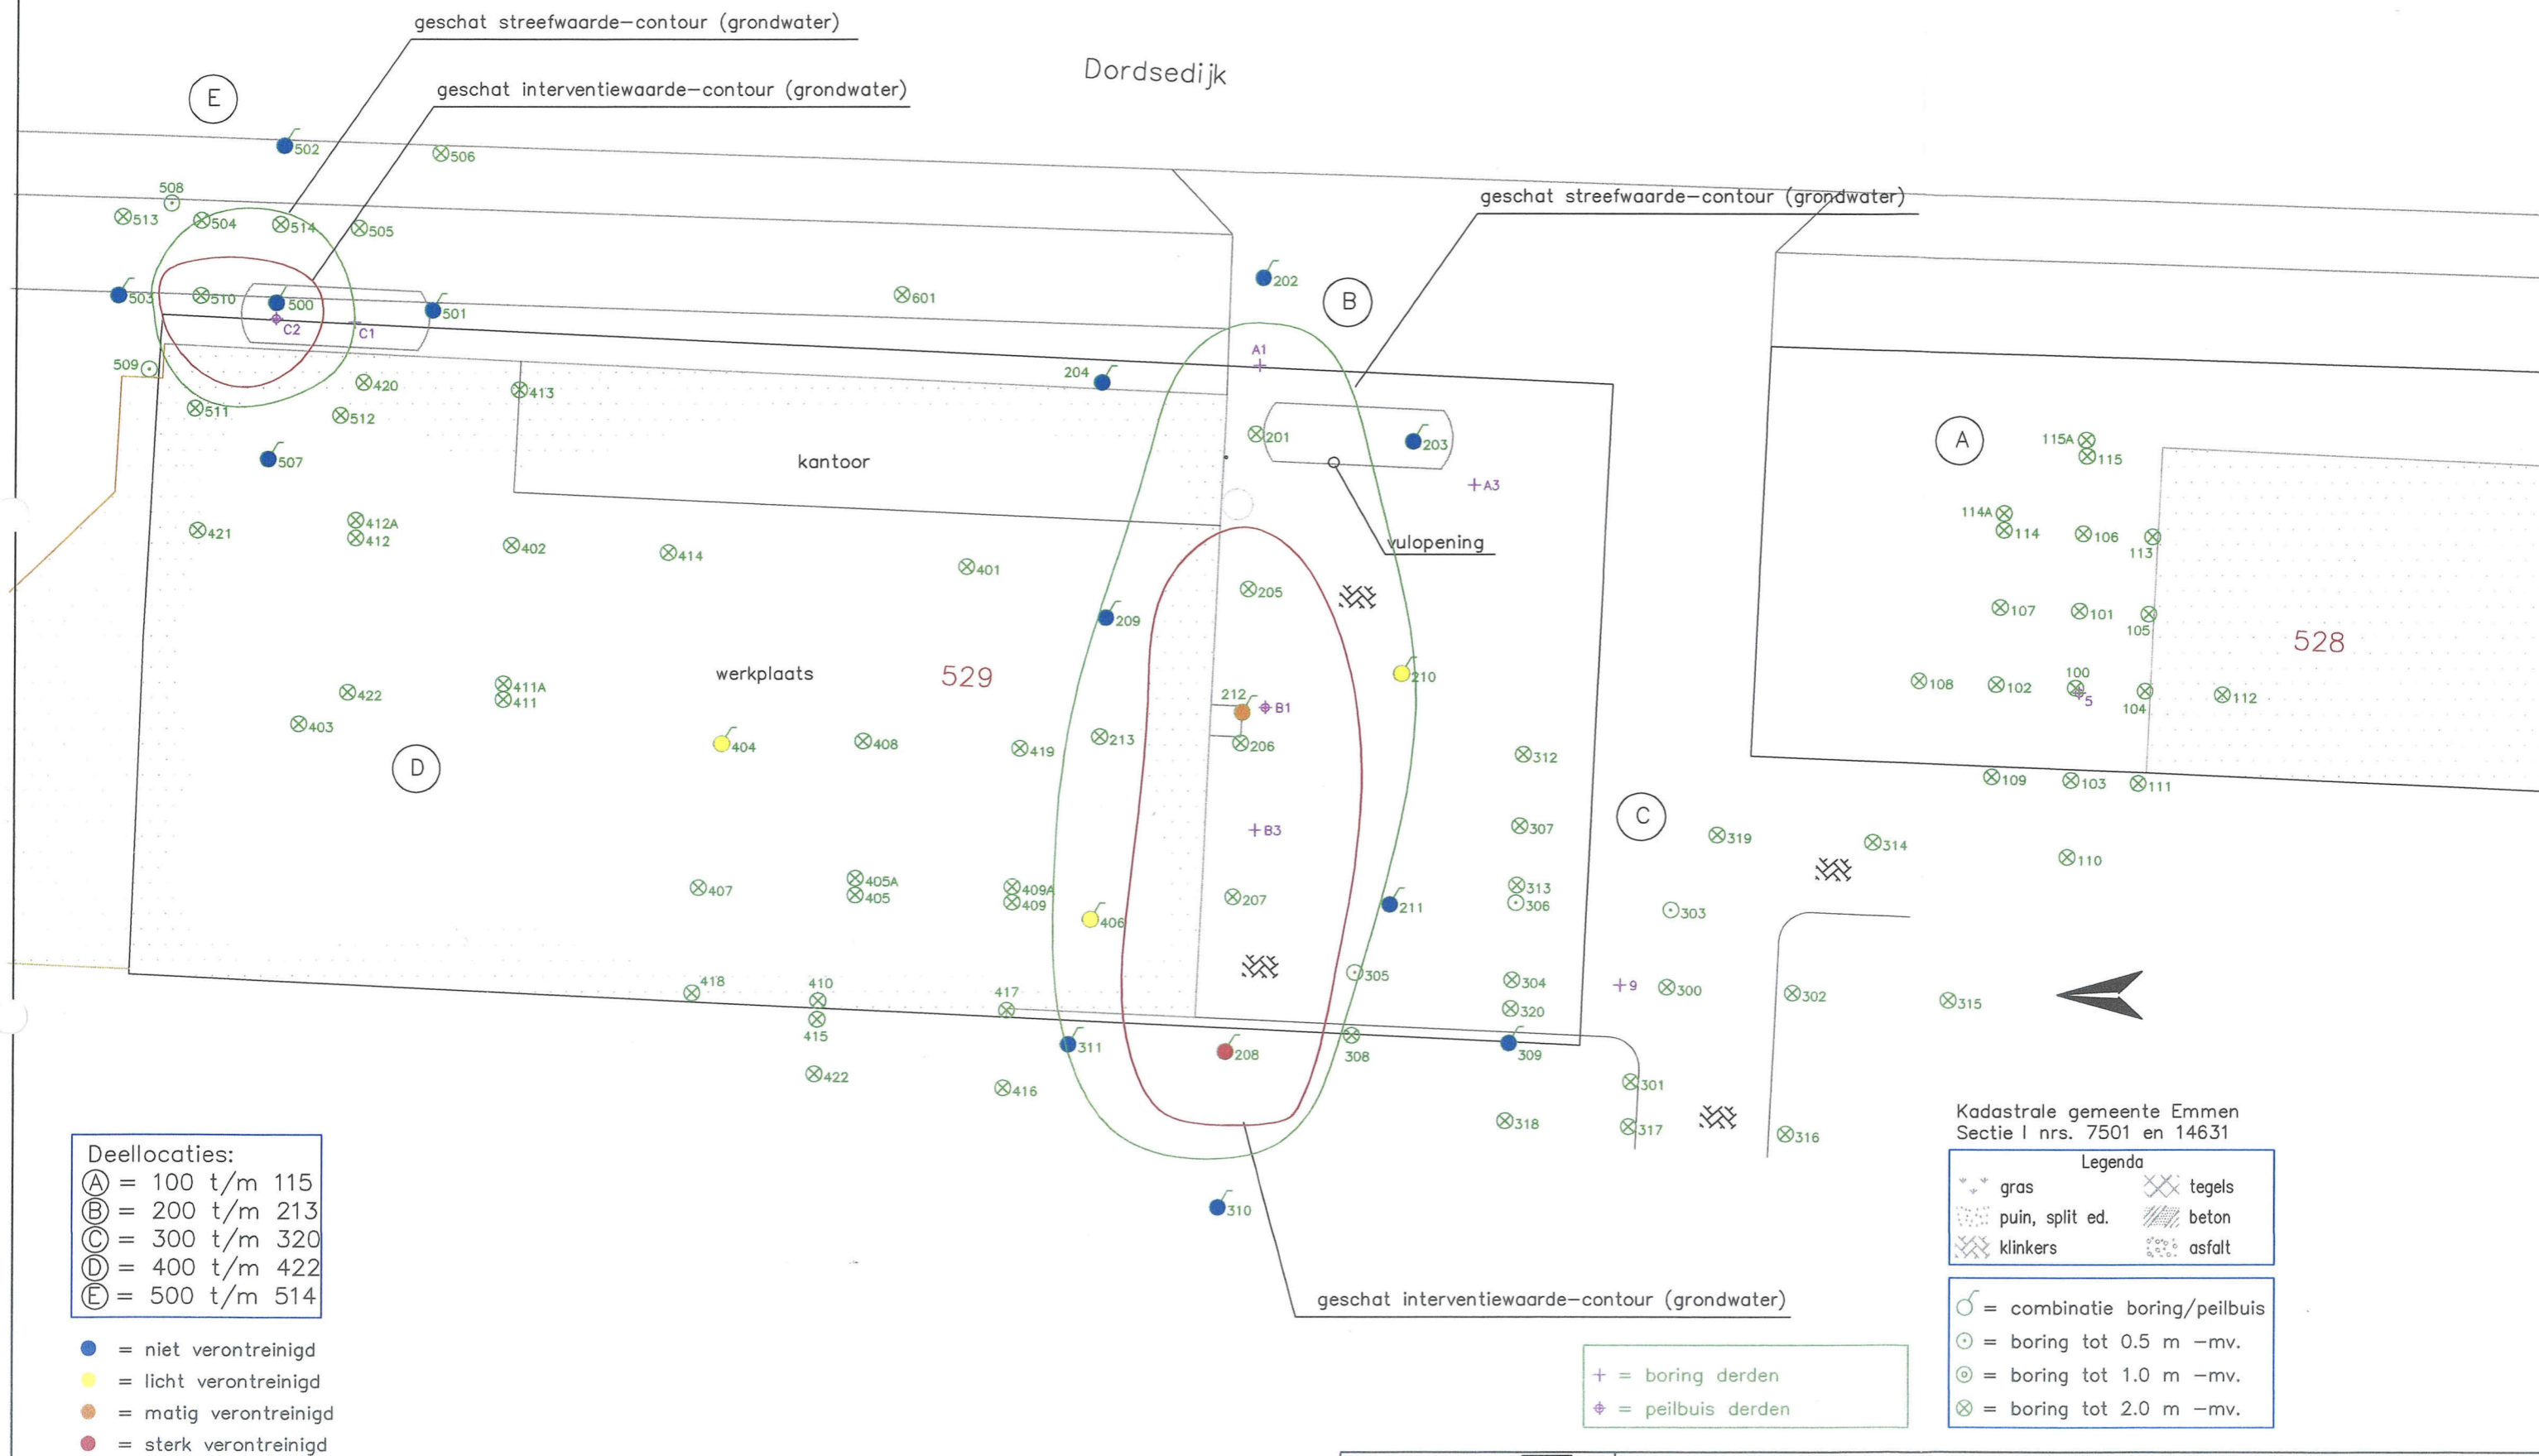 geschat streefwaarde-contour (grondwater)
geschat interventiewaarde-contour (grondwater)
Dordsedijk
E
502
506
508
513
504
514
505
geschat streefwaarde-contour (grondwater)
503
510
500
501
C2
C1
601
202
B
A1
509
420
413
204
511
512
507
kantoor
201
203
A3
vulopening
A
115A
115
114A
114
106
113
421
412A
412
402
414
401
205
209
107
101
105
528
werkplaats
529
210
422
411A
411
403
212
B1
108
102
100
5
104
112
D
404
408
419
213
206
312
109
103
111
C
B3
307
319
314
110
407
405A
405
409A
409
406
207
211
313
306
303
418
410
417
305
304
9
300
302
315
320
415
311
208
308
309
422
416
301
318
317
316
310
geschat interventiewaarde-contour (grondwater)
Deellocaties:
A = 100 t/m 115
B = 200 t/m 213
C = 300 t/m 320
D = 400 t/m 422
E = 500 t/m 514
= niet verontreinigd
= licht verontreinigd
= matig verontreinigd
= sterk verontreinigd
+ = boring derden
= peilbuis derden
Kadastrale gemeente Emmen
Sectie I nrs. 7501 en 14631
Legenda
gras tegels
puin, split ed. beton
klinkers asfalt
= combinatie boring/peilbuis
= boring tot 0.5 m -mv.
= boring tot 1.0 m -mv.
= boring tot 2.0 m -mv.